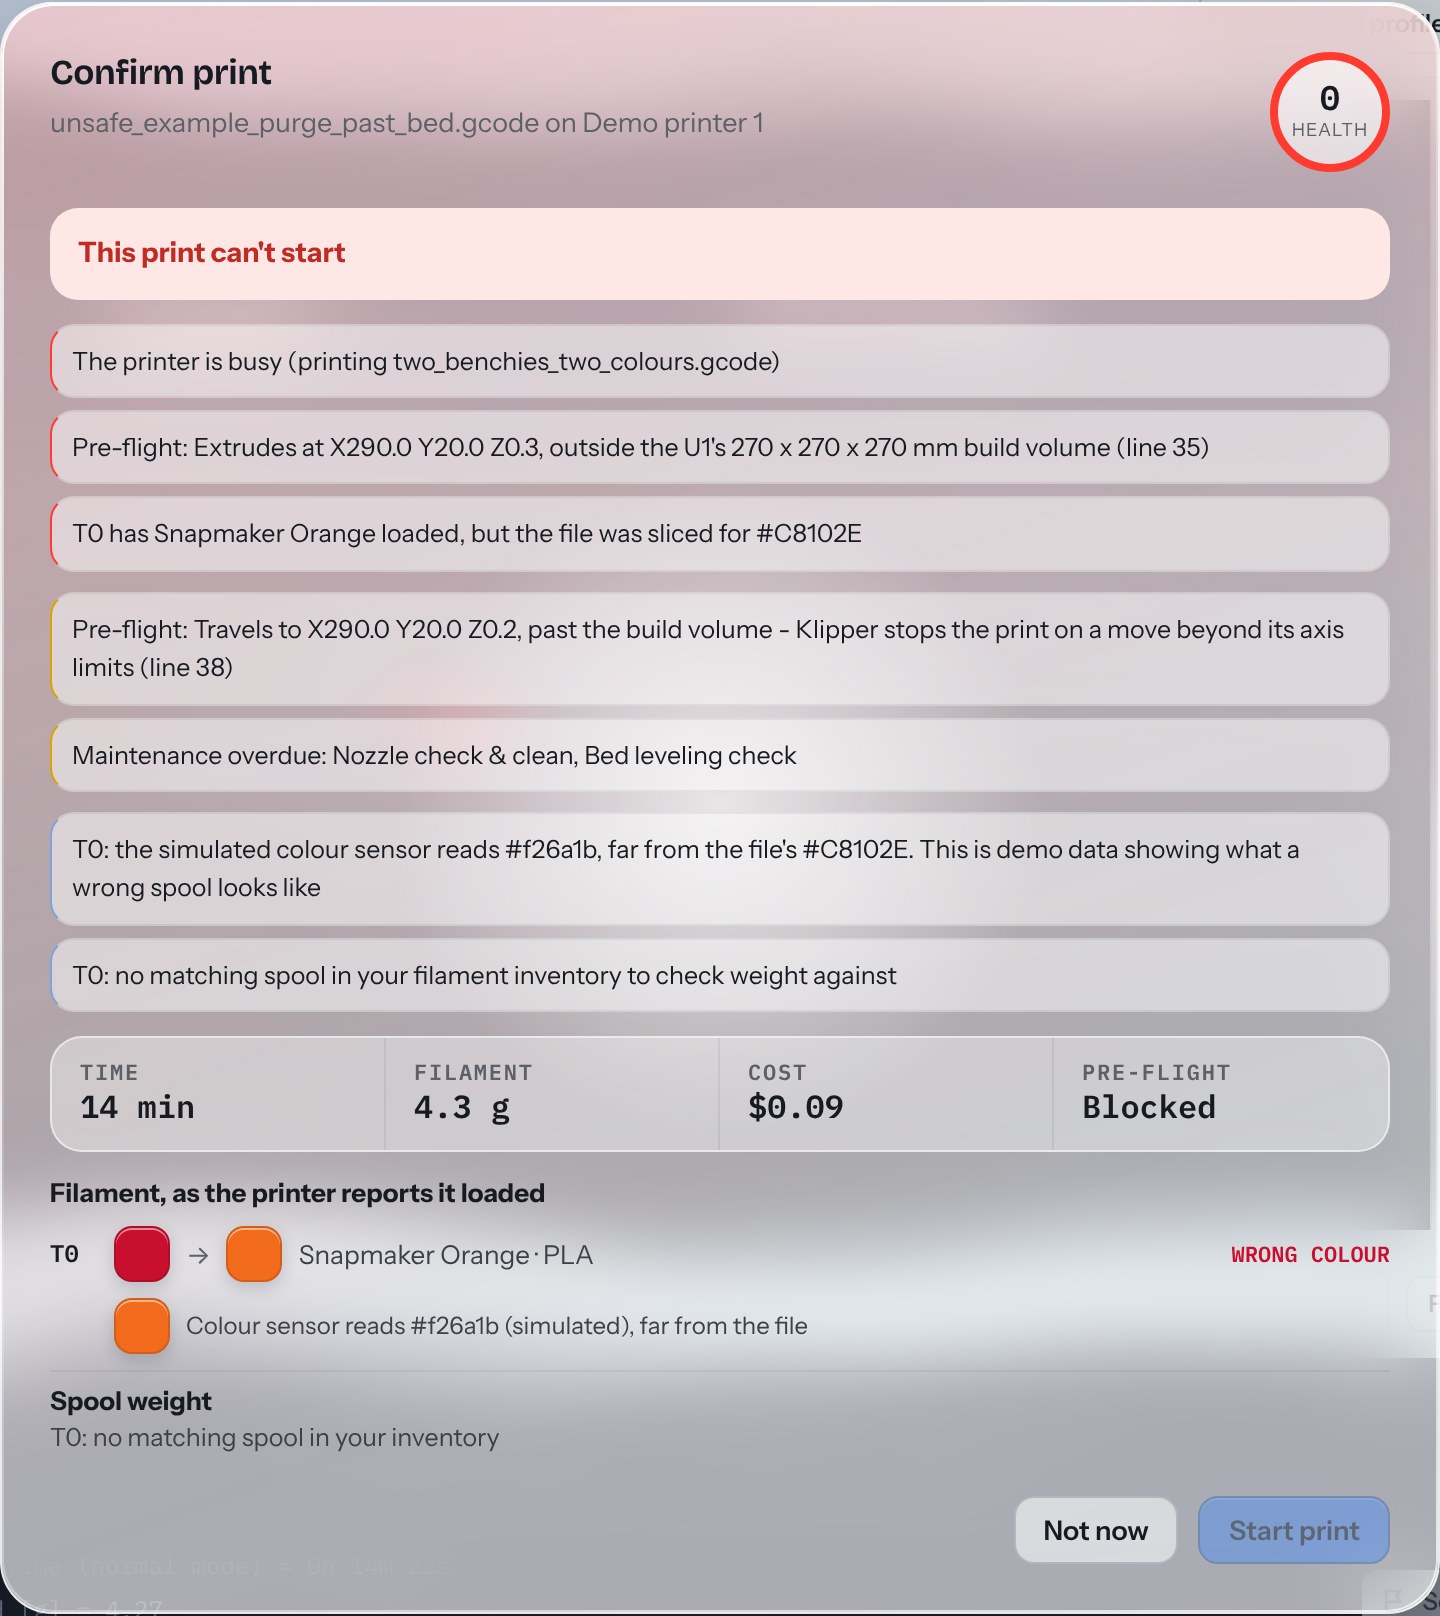 profile
Confirm print
0
HEALTH
unsafe_example_purge_past_bed.gcode on Demo printer 1
This print can't start
The printer is busy (printing two_benchies_two_colours.gcode)
Pre-flight: Extrudes at X290.0 Y20.0 Z0.3, outside the U1's 270 x 270 x 270 mm build volume (line 35)
T0 has Snapmaker Orange loaded, but the file was sliced for #C8102E
Pre-flight: Travels to X290.0 Y20.0 Z0.2, past the build volume - Klipper stops the print on a move beyond its axis
limits (line 38)
Maintenance overdue: Nozzle check & clean, Bed leveling check
T0: the simulated colour sensor reads #f26a1b, far from the file's #C8102E. This is demo data showing what a
wrong spool looks like
T0: no matching spool in your filament inventory to check weight against
TIME FILAMENT COST PRE-FLIGHT
14 min 4.3 g $0.09 Blocked
Filament, as the printer reports it loaded
T0 → Snapmaker Orange · PLA WRONG COLOUR
Colour sensor reads #f26a1b (simulated), far from the file
Spool weight
T0: no matching spool in your inventory
Not now Start print
(normal mode) = 0h 14m 22s
= 4.27